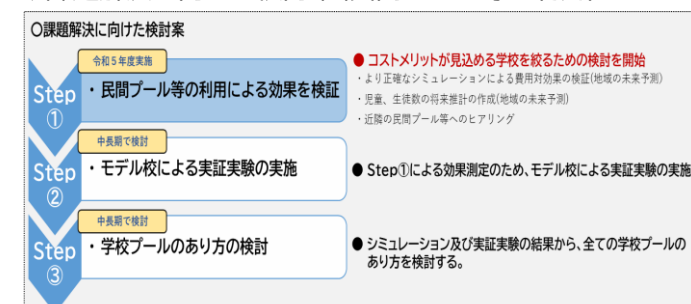 〇課題解決に向けた検討案
令和5年度実施
Step
①
・民間プール等の利用による効果を検証
● コストメリットが見込める学校を絞るための検討を開始
・より正確なシミュレーションによる費用対効果の検証(地域の未来予測)
・児童、生徒数の将来推計の作成(地域の未来予測)
・近隣の民間プール等へのヒアリング
中長期で検討
Step
②
・モデル校による実証実験の実施
● Step①による効果測定のため、モデル校による実証実験の実施
中長期で検討
Step
③
・学校プールのあり方の検討
● シミュレーション及び実証実験の結果から、全ての学校プールの
あり方を検討する。